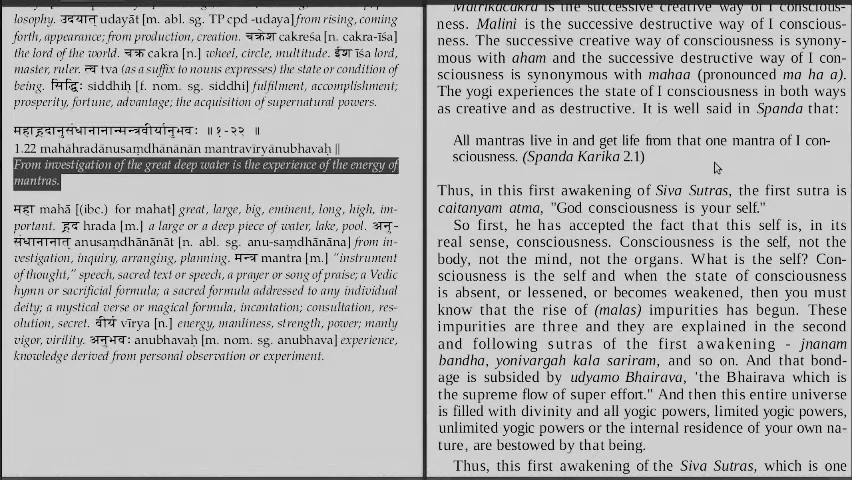 losophy. उदयात् udayāt [m. abl. sg. TP cpd -udaya] from rising, coming
forth, appearance; from production, creation. चक्रेश cakreśa [n. cakra-īśa]
the lord of the world. चक्र cakra [n.] wheel, circle, multitude. ईश īśa lord,
master, ruler. त्व tva (as a suffix to nouns expresses) the state or condition of
being. सिद्धिः siddhiḥ [f. nom. sg. siddhi] fulfilment, accomplishment;
prosperity, fortune, advantage; the acquisition of supernatural powers.
महाह्रदानुसंधानानान्मन्त्रवीर्यानुभवः ॥१-२२ ॥
1.22 mahāhradānusaṃdhānānān mantravīryānubhavaḥ ||
From investigation of the great deep water is the experience of the energy of
mantras.
महा mahā [(ibc.) for mahat] great, large, big, eminent, long, high, im-
portant. ह्रद hrada [m.] a large or a deep piece of water, lake, pool. अनु-
संधानानात् anusaṃdhānānāt [n. abl. sg. anu-saṃdhāna] from in-
vestigation, inquiry, arranging, planning. मन्त्र mantra [m.] "instrument
of thought," speech, sacred text or speech, a prayer or song of praise; a Vedic
hymn or sacrificial formula; a sacred formula addressed to any individual
deity; a mystical verse or magical formula, incantation; consultation, res-
olution, secret. वीर्य vīrya [n.] energy, manliness, strength, power; manly
vigor, virility. अनुभवः anubhavaḥ [m. nom. sg. anubhava] experience,
knowledge derived from personal observation or experiment.
Matrikacakra is the successive creative way of I conscious-
ness. Malini is the successive destructive way of I conscious-
ness. The successive creative way of consciousness is synony-
mous with aham and the successive destructive way of I con-
sciousness is synonymous with mahaa (pronounced ma ha a).
The yogi experiences the state of I consciousness in both ways
as creative and as destructive. It is well said in Spanda that:
All mantras live in and get life from that one mantra of I con-
sciousness. (Spanda Karika 2.1)
Thus, in this first awakening of Siva Sutras, the first sutra is
caitanyam atma, "God consciousness is your self."
So first, he has accepted the fact that this self is, in its
real sense, consciousness. Consciousness is the self, not the
body, not the mind, not the organs. What is the self? Con-
sciousness is the self and when the state of consciousness
is absent, or lessened, or becomes weakened, then you must
know that the rise of (malas) impurities has begun. These
impurities are three and they are explained in the second
and following sutras of the first awakening - jnanam
bandha, yonivargah kala sariram, and so on. And that bond-
age is subsided by udyamo Bhairava, 'the Bhairava which is
the supreme flow of super effort." And then this entire universe
is filled with divinity and all yogic powers, limited yogic powers,
unlimited yogic powers or the internal residence of your own na-
ture, are bestowed by that being.
Thus, this first awakening of the Siva Sutras, which is one